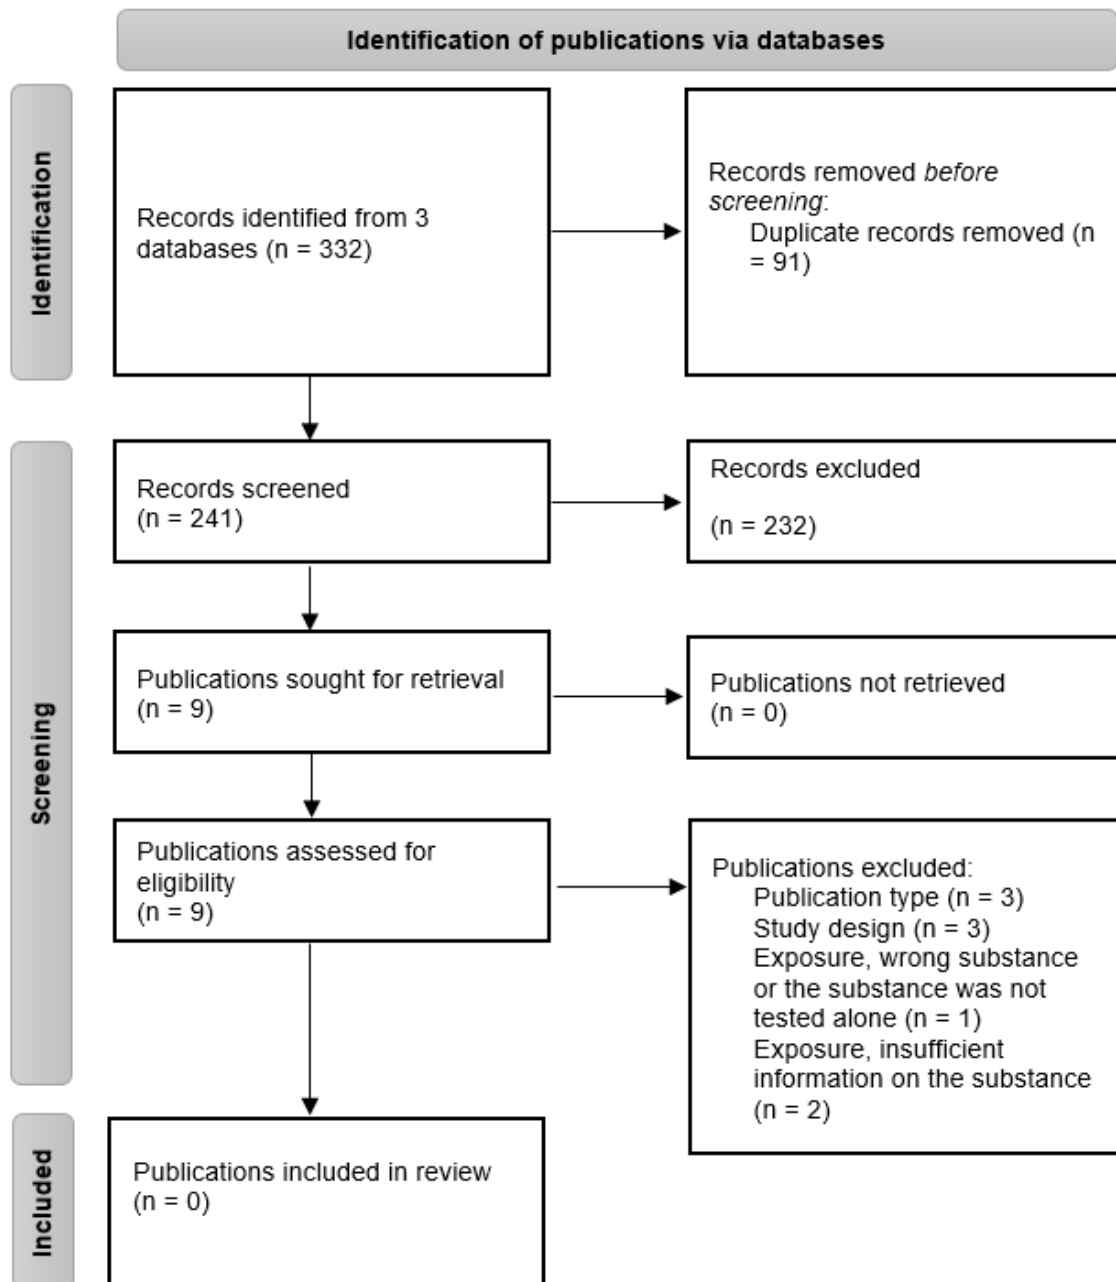 Identification of publications via databases
Identification
Records identified from 3
databases (n = 332)
Records removed before
screening:
Duplicate records removed (n
= 91)
Screening
Records screened
(n = 241)
Records excluded
(n = 232)
Publications sought for retrieval
(n = 9)
Publications not retrieved
(n = 0)
Publications assessed for
eligibility
(n = 9)
Publications excluded:
Publication type (n = 3)
Study design (n = 3)
Exposure, wrong substance
or the substance was not
tested alone (n = 1)
Exposure, insufficient
information on the substance
(n = 2)
Included
Publications included in review
(n = 0)